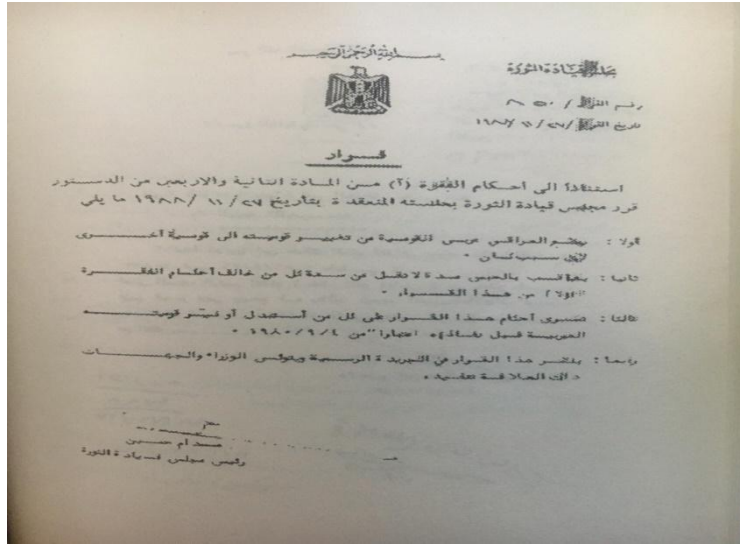 بسم الله الرحمن الرحيم
مجلس قيادة الثورة
رقم القرار / ٨٥٠
تاريخ القرار / ٢٧ / ١١ / ١٩٨٨
قرار
استنادا الى أحكام الفقرة (أ) من المادة الثانية والاربعين من الدستور
قرر مجلس قيادة الثورة بجلسته المنعقدة بتأريخ ٢٧ / ١١ / ١٩٨٨ ما يلي
أولا : يمنع العراقي عربي القومية من تغيير قوميته الى قومية أخرى
لأي سبب كان .
ثانيا : يعاقب بالحبس مدة لا تقل عن سنة كل من خالف أحكام الفقرة
"أولا" من هذا القرار .
ثالثا : تسرى أحكام هذا القرار على كل من أستبدل أو غير قوميته
العربية قبل نفاذه اعتبارا" من ١٩٨٠/٩/٤ .
رابعا : ينشر هذا القرار في الجريدة الرسمية ويتولى الوزراء والجهات
ذات العلاقة تنفيذه .
صدام حسين
رئيس مجلس قيادة الثورة